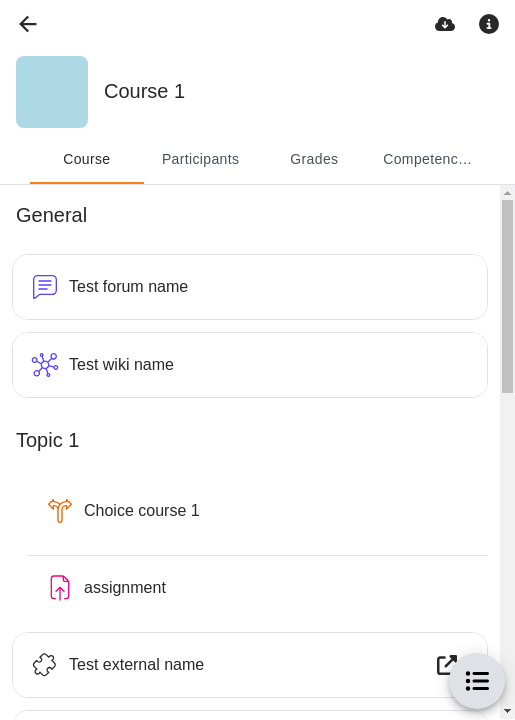 Course 1
Course
Participants
Grades
Competenc…
General
Test forum name
Test wiki name
Topic 1
Choice course 1
assignment
Test external name